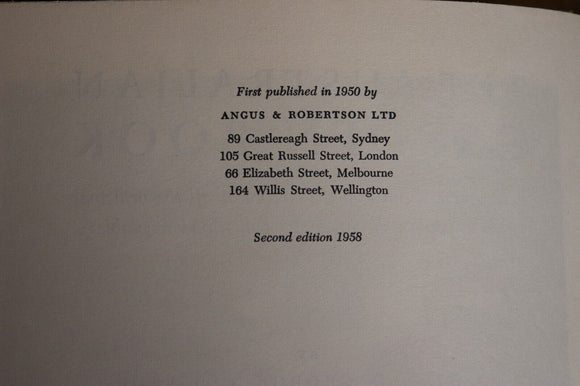 First published in 1950 by
ANGUS & ROBERTSON LTD
89 Castlereagh Street, Sydney
105 Great Russell Street, London
66 Elizabeth Street, Melbourne
164 Willis Street, Wellington
Second edition 1958